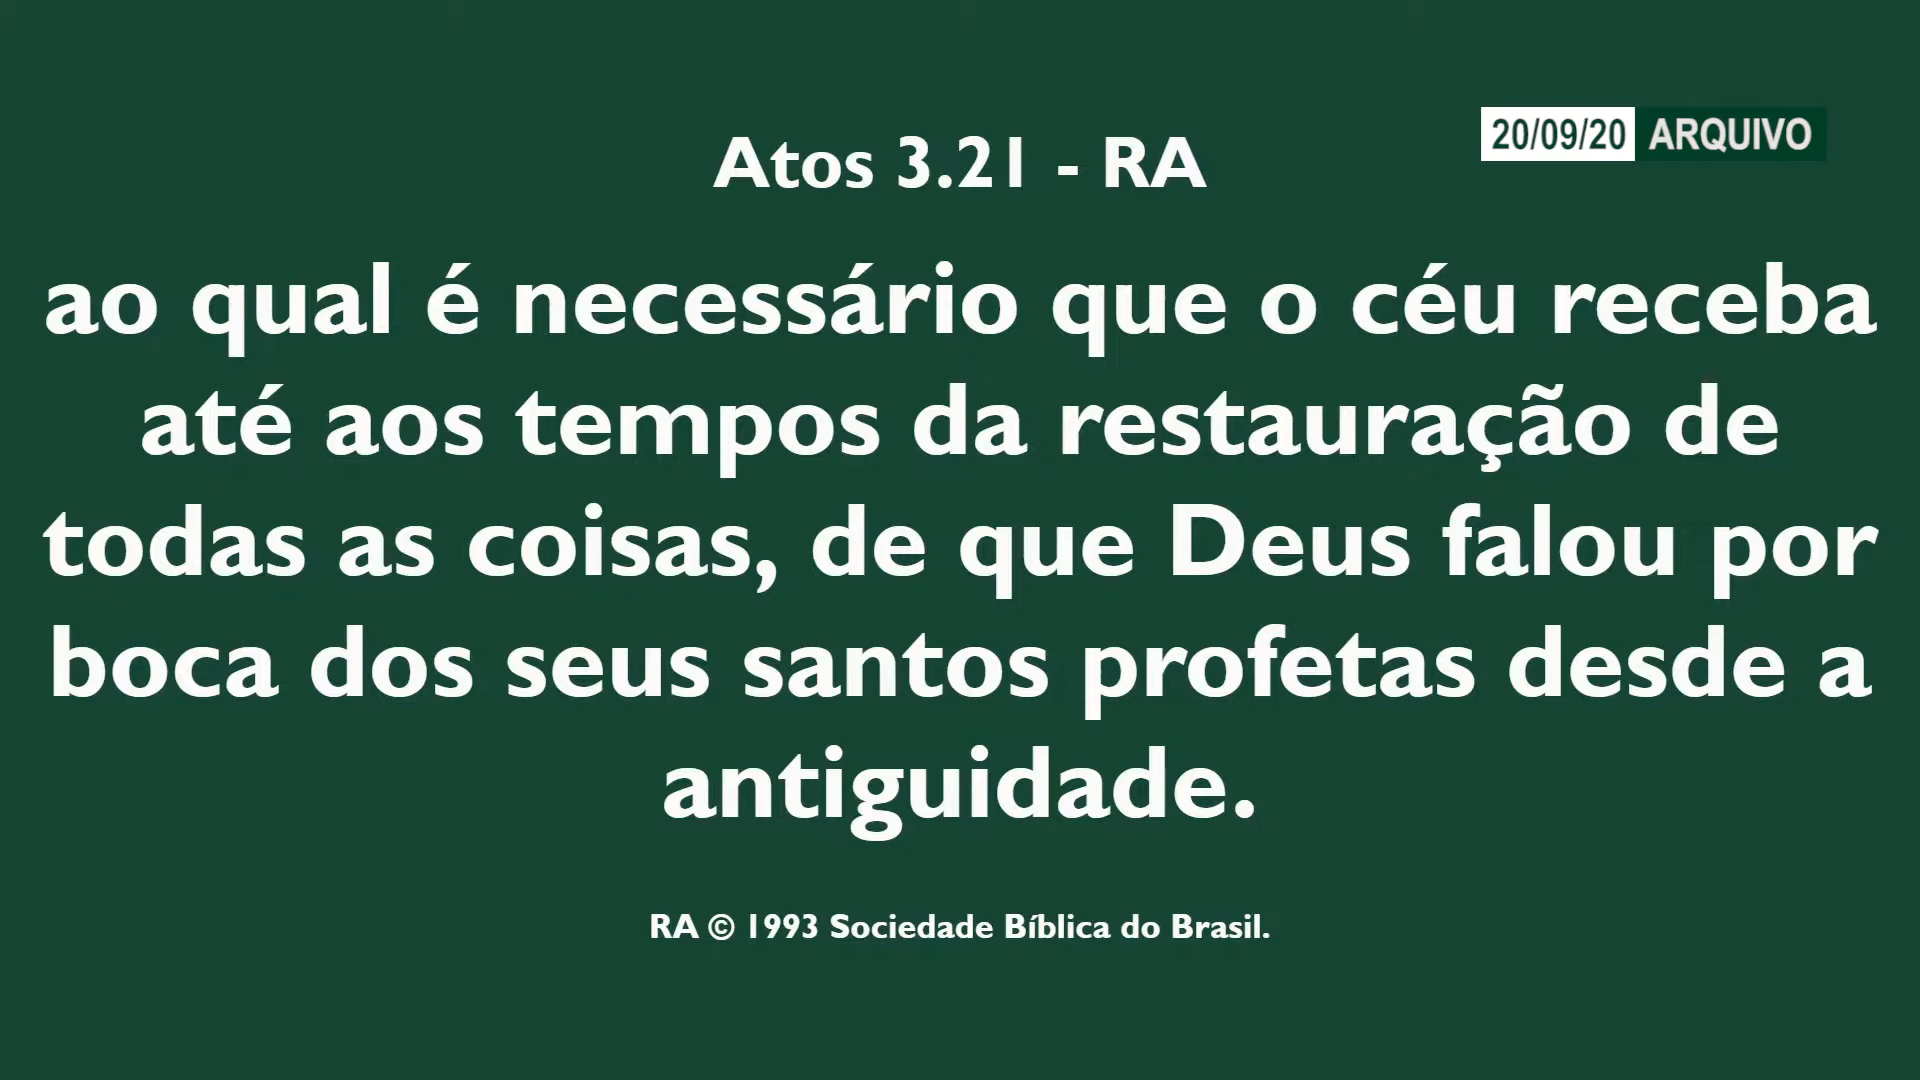 20/09/20 ARQUIVO
Atos 3.21 - RA
ao qual é necessário que o céu receba
até aos tempos da restauração de
todas as coisas, de que Deus falou por
boca dos seus santos profetas desde a
antiguidade.
RA © 1993 Sociedade Bíblica do Brasil.